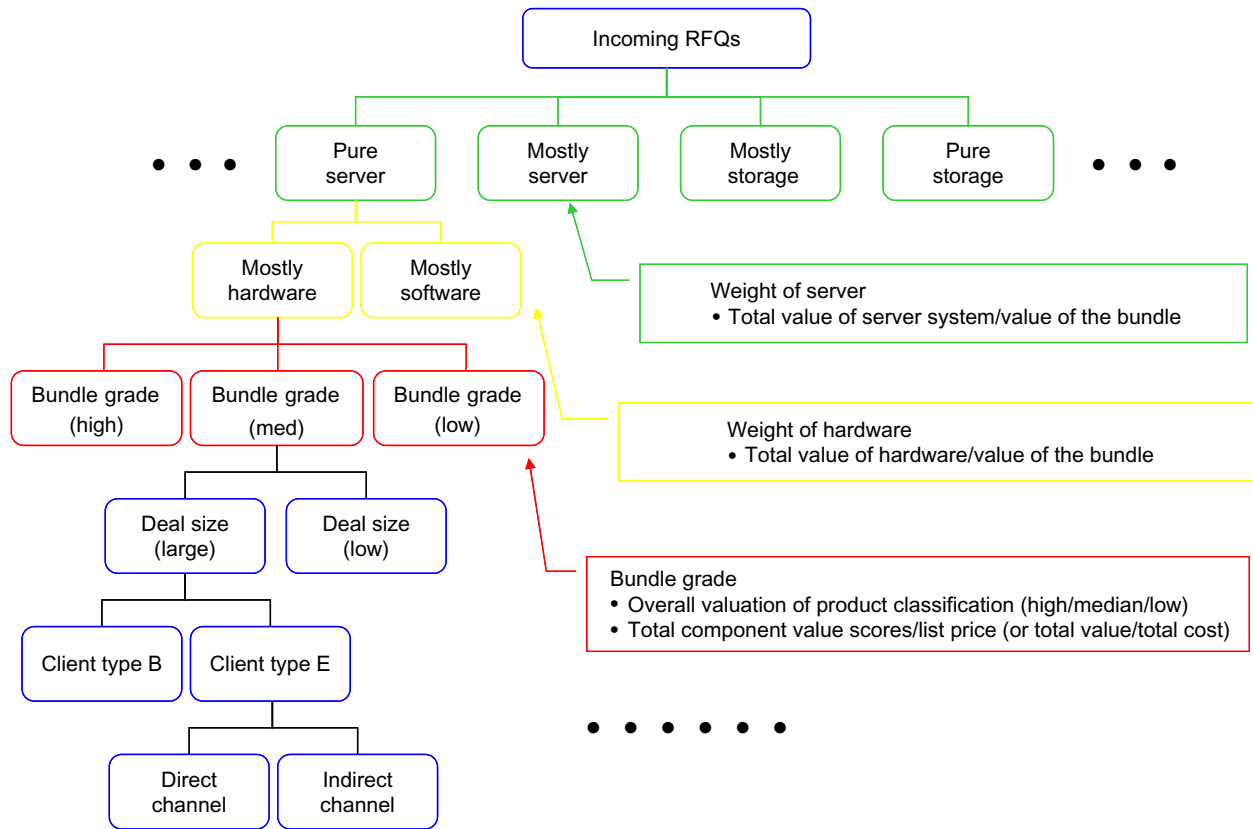 Incoming RFQs
Pure
server
Mostly
server
Mostly
storage
Pure
storage
Mostly
hardware
Mostly
software
Weight of server
• Total value of server system/value of the bundle
Bundle grade
(high)
Bundle grade
(med)
Bundle grade
(low)
Weight of hardware
• Total value of hardware/value of the bundle
Deal size
(large)
Deal size
(low)
Bundle grade
• Overall valuation of product classification (high/median/low)
• Total component value scores/list price (or total value/total cost)
Client type B
Client type E
Direct
channel
Indirect
channel